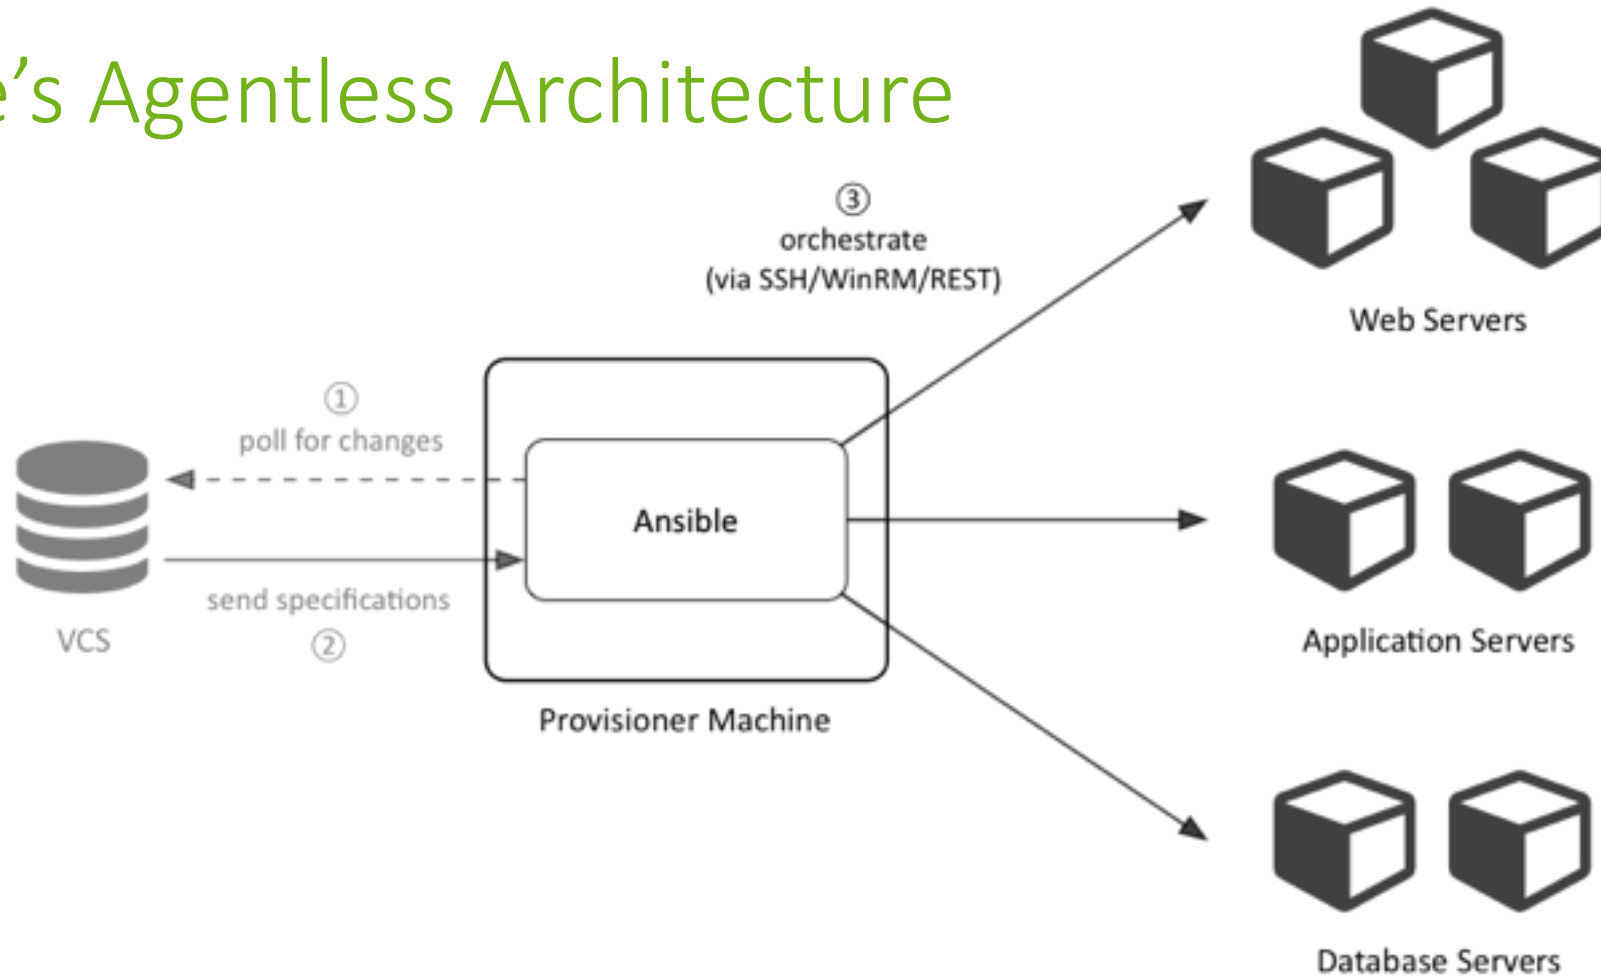 e's Agentless Architecture
③
orchestrate
(via SSH/WinRM/REST)
Web Servers
①
poll for changes
Ansible
send specifications
②
VCS
Application Servers
Provisioner Machine
Database Servers